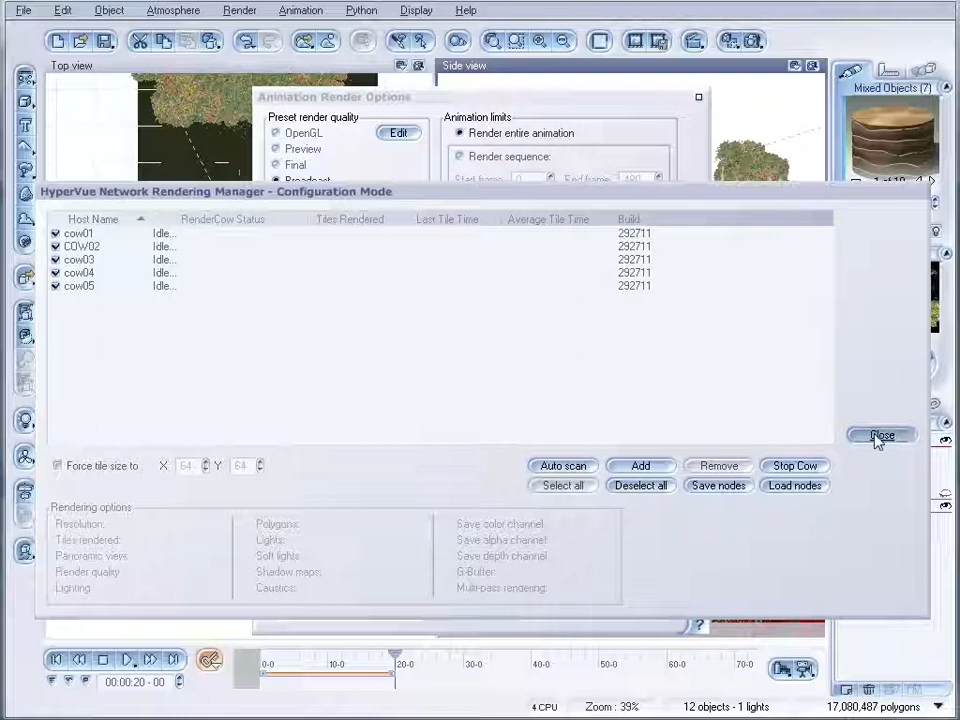 File Edit Object Atmosphere Render Animation Python Display Help
Top view
Side view
Mixed Objects (7)
Animation Render Options
Preset render quality
OpenGL
Edit
Preview
Final
Broadcast
Animation limits
Render entire animation
Render sequence:
Start frame: 0 End frame: 480
HyperVue Network Rendering Manager - Configuration Mode
Host Name RenderCow Status Tiles Rendered Last Tile Time Average Tile Time Build
cow01 Idle... 292711
COW02 Idle... 292711
cow03 Idle... 292711
cow04 Idle... 292711
cow05 Idle... 292711
Close
Force tile size to X 64 Y 64
Auto scan Add Remove Stop Cow
Select all Deselect all Save nodes Load nodes
Rendering options
Resolution: Polygons: Save color channel
Tiles rendered: Lights: Save alpha channel
Panoramic view: Soft lights Save depth channel
Render quality Shadow maps: G-Buffer:
Lighting Caustics: Multi-pass rendering:
?
0-0 10-0 20-0 30-0 40-0 50-0 60-0 70-0
00:00:20 - 00
4 CPU Zoom : 39% 12 objects - 1 lights 17,080,487 polygons